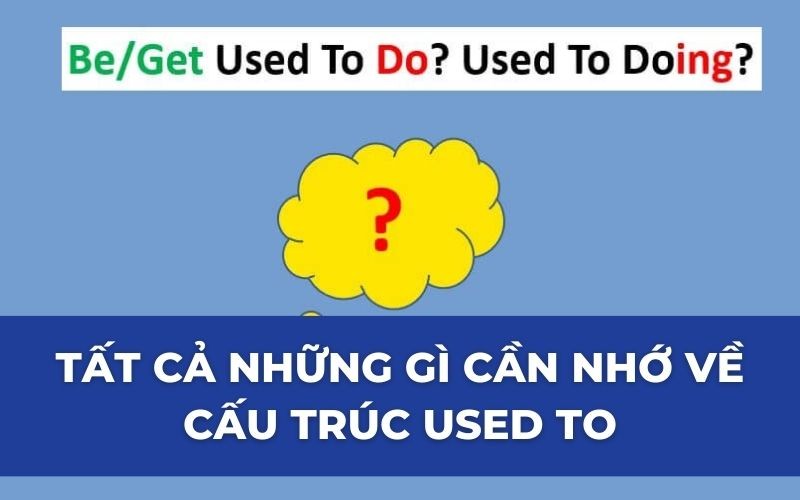 Be/Get Used To Do? Used To Doing?
?
TẤT CẢ NHỮNG GÌ CẦN NHỚ VỀ
CẤU TRÚC USED TO